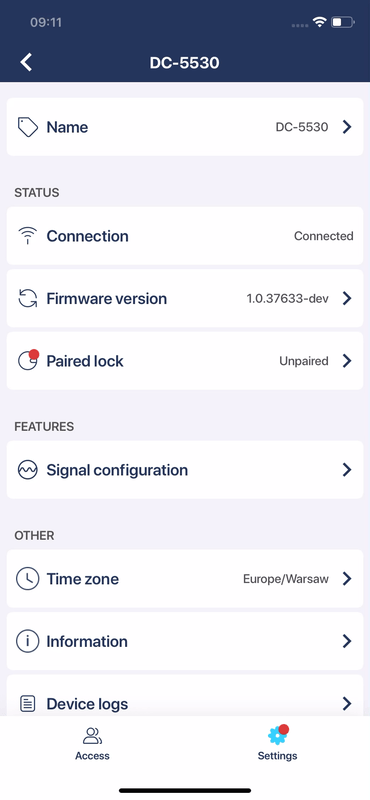 09:11
DC-5530
Name
DC-5530
STATUS
Connection
Connected
Firmware version
1.0.37633-dev
Paired lock
Unpaired
FEATURES
Signal configuration
OTHER
Time zone
Europe/Warsaw
Information
Device logs
Access
Settings